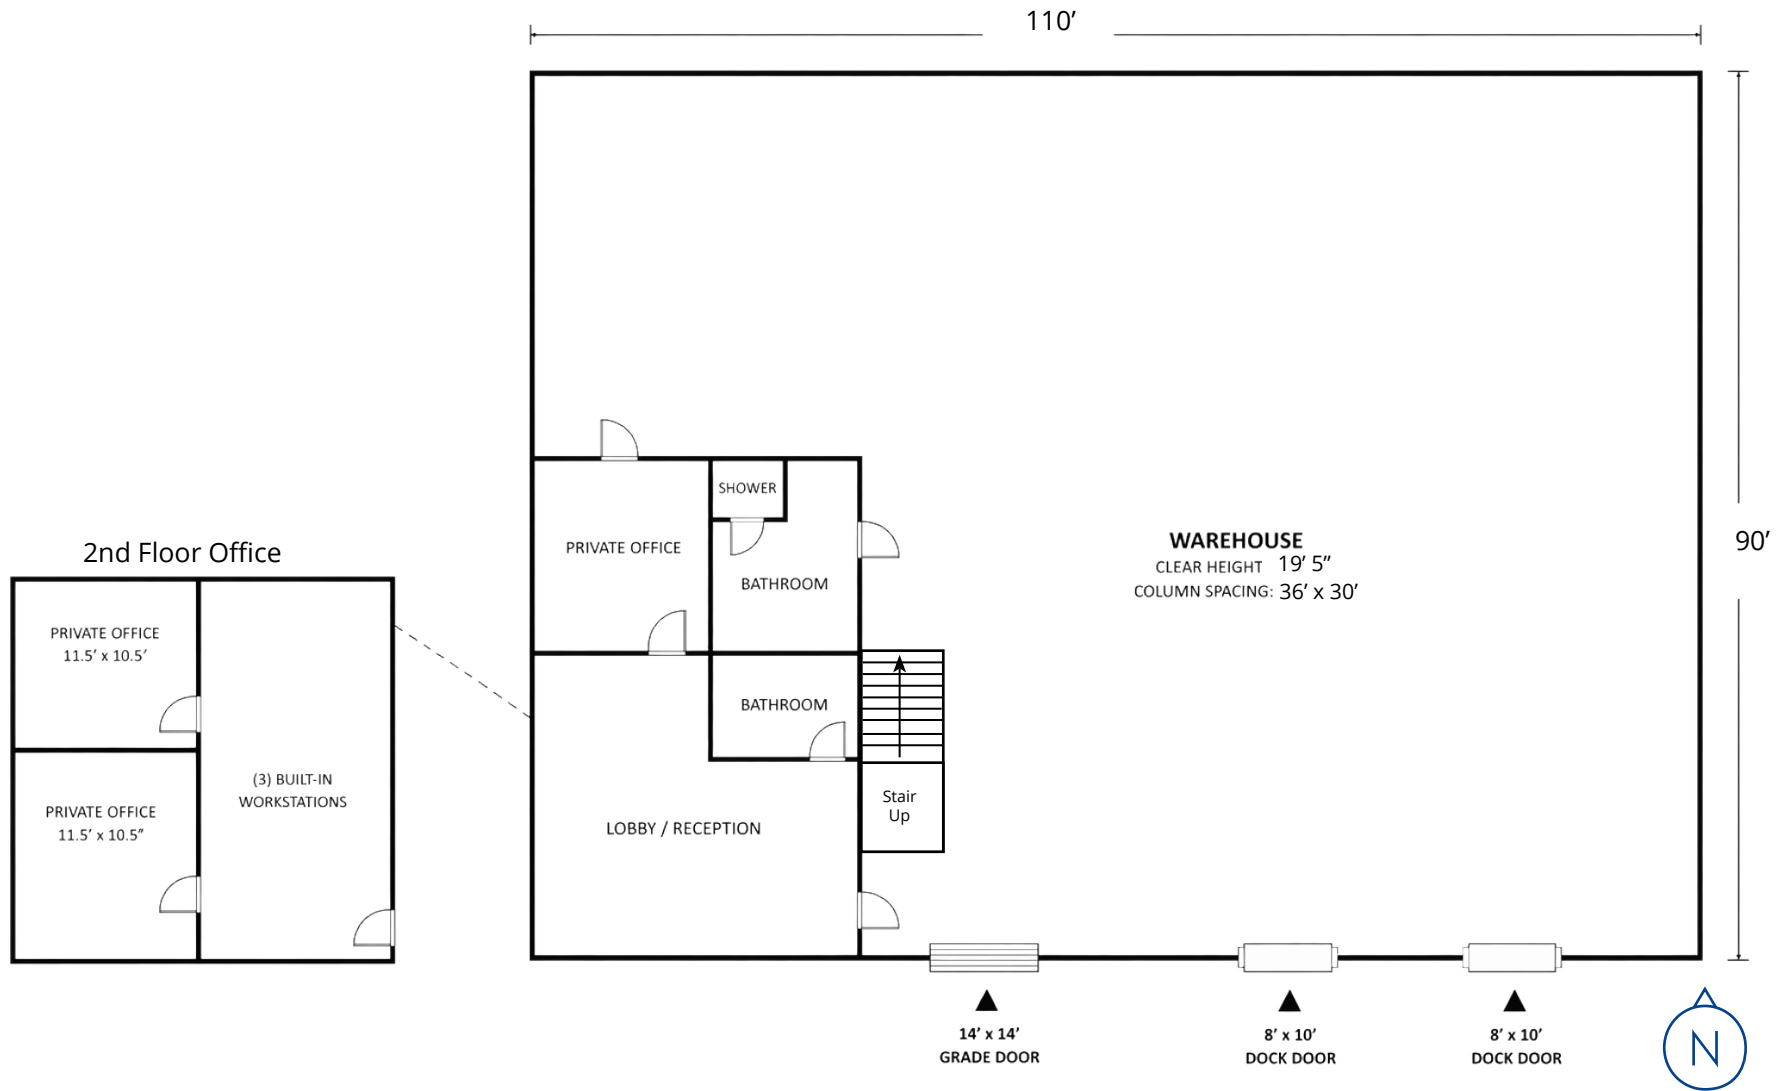 110’
90’
SHOWER
PRIVATE OFFICE
BATHROOM
WAREHOUSE
CLEAR HEIGHT 19’ 5”
COLUMN SPACING: 36’ x 30’
2nd Floor Office
PRIVATE OFFICE
11.5’ x 10.5’
(3) BUILT-IN
WORKSTATIONS
PRIVATE OFFICE
11.5’ x 10.5”
BATHROOM
Stair
Up
LOBBY / RECEPTION
14’ x 14’
GRADE DOOR
8’ x 10’
DOCK DOOR
8’ x 10’
DOCK DOOR
N